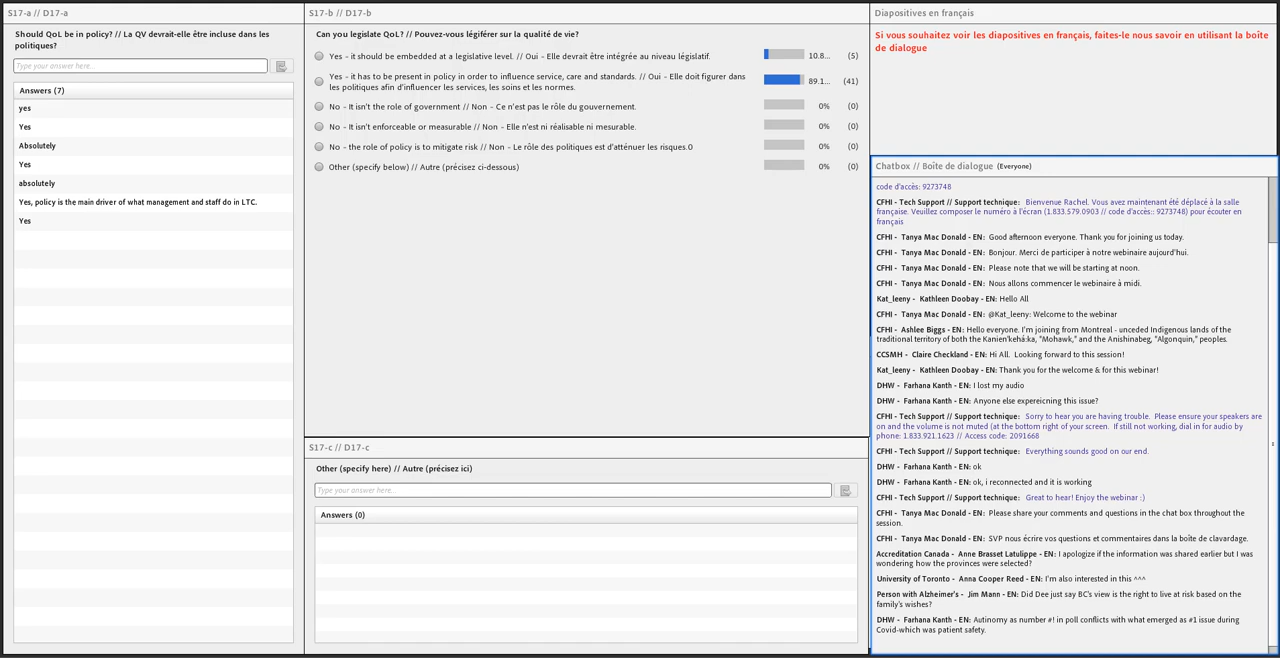 S17-a // D17-a
Should QoL be in policy? // La QV devrait-elle être incluse dans les
politiques?
Type your answer here...
Answers (7)
yes
Yes
Absolutely
Yes
absolutely
Yes, policy is the main driver of what management and staff do in LTC.
Yes
S17-b // D17-b
Can you legislate QoL? // Pouvez-vous légiférer sur la qualité de vie?
Yes - it should be embedded at a legislative level. // Oui - Elle devrait être intégrée au niveau législatif. 10.8... (5)
Yes - it has to be present in policy in order to influence service, care and standards. // Oui - Elle doit figurer dans
les politiques afin d'influencer les services, les soins et les normes. 89.1... (41)
No - It isn't the role of government // Non - Ce n'est pas le rôle du gouvernement. 0% (0)
No - It isn't enforceable or measurable // Non - Elle n'est ni réalisable ni mesurable. 0% (0)
No - the role of policy is to mitigate risk // Non - Le rôle des politiques est d'atténuer les risques.0 0% (0)
Other (specify below) // Autre (précisez ci-dessous) 0% (0)
S17-c // D17-c
Other (specify here) // Autre (précisez ici)
Type your answer here...
Answers (0)
Diapositives en français
Si vous souhaitez voir les diapositives en français, faites-le nous savoir en utilisant la boîte
de dialogue
Chatbox // Boîte de dialogue (Everyone)
code d'accès: 9273748
CFHI - Tech Support // Support technique: Bienvenue Rachel. Vous avez maintenant été déplacé à la salle
française. Veuillez composer le numéro à l'écran (1.833.579.0903 // code d'accès:: 9273748) pour écouter en
français
CFHI - Tanya Mac Donald - EN: Good afternoon everyone. Thank you for joining us today.
CFHI - Tanya Mac Donald - EN: Bonjour. Merci de participer à notre webinaire aujourd'hui.
CFHI - Tanya Mac Donald - EN: Please note that we will be starting at noon.
CFHI - Tanya Mac Donald - EN: Nous allons commencer le webinaire à midi.
Kat_leeny - Kathleen Doobay - EN: Hello All
CFHI - Tanya Mac Donald - EN: @Kat_leeny: Welcome to the webinar
CFHI - Ashlee Biggs - EN: Hello everyone. I'm joining from Montreal - unceded Indigenous lands of the
traditional territory of both the Kanien'kehá:ka, "Mohawk," and the Anishinabeg, "Algonquin," peoples.
CCSMH - Claire Checkland - EN: Hi All. Looking forward to this session!
Kat_leeny - Kathleen Doobay - EN: Thank you for the welcome & for this webinar!
DHW - Farhana Kanth - EN: I lost my audio
DHW - Farhana Kanth - EN: Anyone else expereicning this issue?
CFHI - Tech Support // Support technique: Sorry to hear you are having trouble. Please ensure your speakers are
on and the volume is not muted (at the bottom right of your screen. If still not working, dial in for audio by
phone: 1.833.921.1623 // Access code: 2091668
CFHI - Tech Support // Support technique: Everything sounds good on our end.
DHW - Farhana Kanth - EN: ok
DHW - Farhana Kanth - EN: ok, i reconnected and it is working
CFHI - Tech Support // Support technique: Great to hear! Enjoy the webinar :)
CFHI - Tanya Mac Donald - EN: Please share your comments and questions in the chat box throughout the
session.
CFHI - Tanya Mac Donald - EN: SVP nous écrire vos questions et commentaires dans la boîte de clavardage.
Accreditation Canada - Anne Brasset Latulippe - EN: I apologize if the information was shared earlier but I was
wondering how the provinces were selected?
University of Toronto - Anna Cooper Reed - EN: I'm also interested in this ^^^
Person with Alzheimer's - Jim Mann - EN: Did Dee just say BC's view is the right to live at risk based on the
family's wishes?
DHW - Farhana Kanth - EN: Autinomy as number #! in poll conflicts with what emerged as #1 issue during
Covid-which was patient safety.